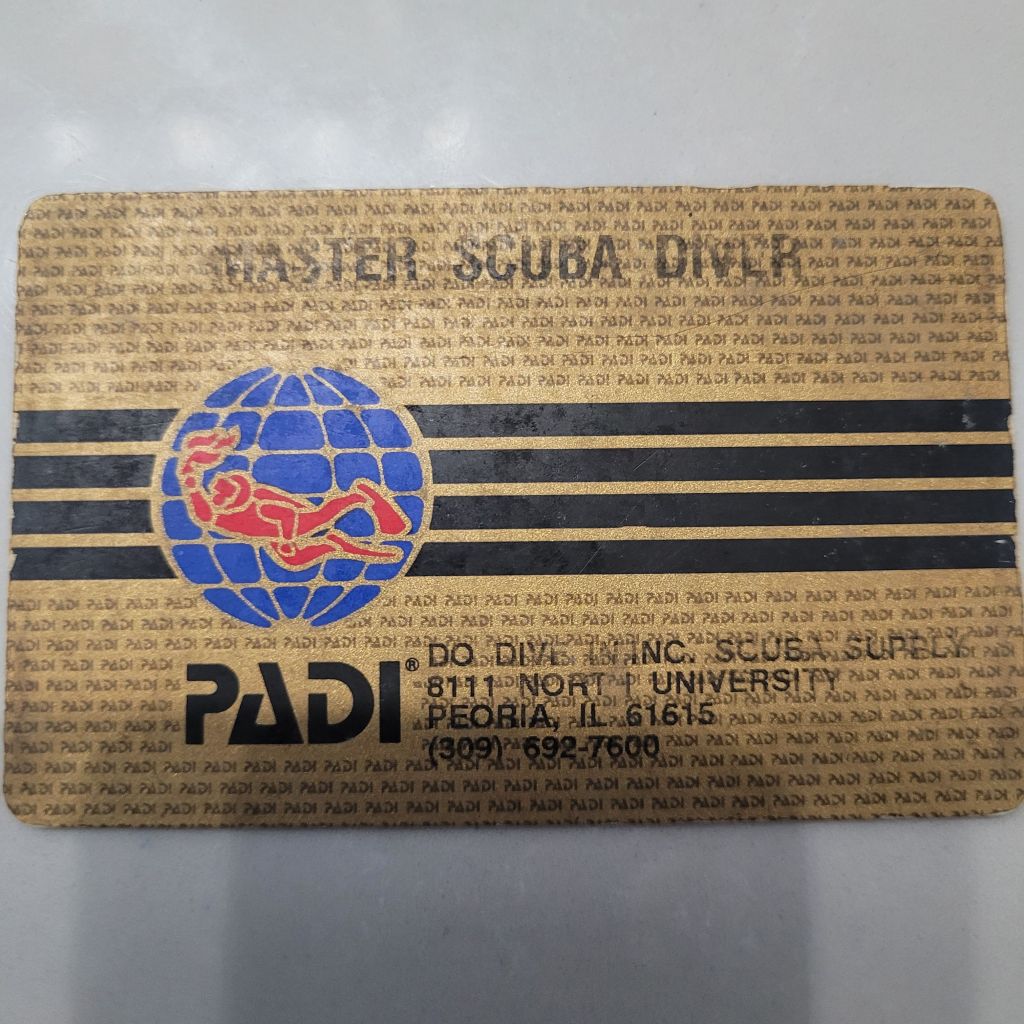 MASTER SCUBA DIVER
PADI®
DO DIVE IN INC. SCUBA SUPPLY
8111 NORTH UNIVERSITY
PEORIA, IL 61615
(309) 692-7600